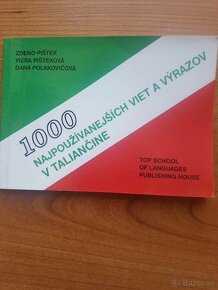 ZDENO PIŠTEK
VIERA PIŠTEKOVÁ
DANA POLAKOVIČOVÁ
1000
NAJPOUŽÍVANEJŠÍCH VIET A VÝRAZOV
V TALIANČINE
TOP SCHOOL
OF LANGUAGES
PUBLISHING HOUSE
Bazos.sk